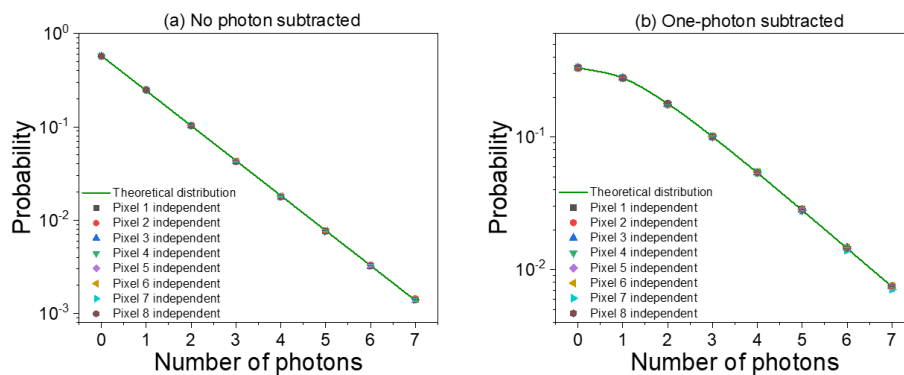 (a) No photon subtracted
Probability
10^0
10^-1
10^-2
10^-3
Theoretical distribution
Pixel 1 independent
Pixel 2 independent
Pixel 3 independent
Pixel 4 independent
Pixel 5 independent
Pixel 6 independent
Pixel 7 independent
Pixel 8 independent
0 1 2 3 4 5 6 7
Number of photons
(b) One-photon subtracted
Probability
10^-1
10^-2
Theoretical distribution
Pixel 1 independent
Pixel 2 independent
Pixel 3 independent
Pixel 4 independent
Pixel 5 independent
Pixel 6 independent
Pixel 7 independent
Pixel 8 independent
0 1 2 3 4 5 6 7
Number of photons